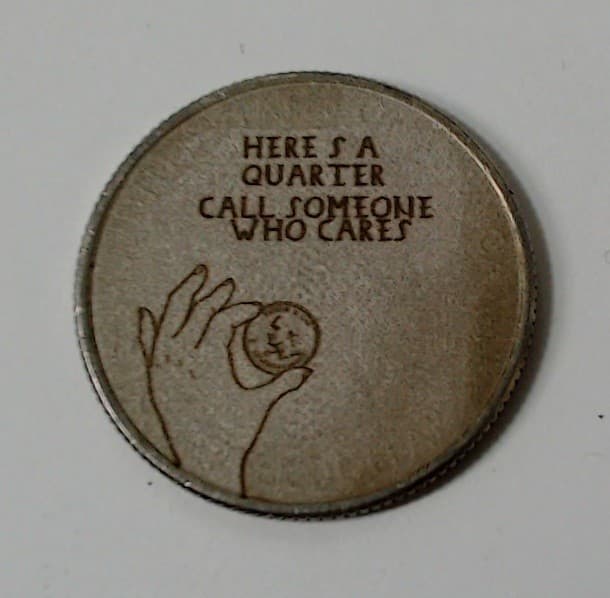 HERE S A
QUARTER
CALL SOMEONE
WHO CARES